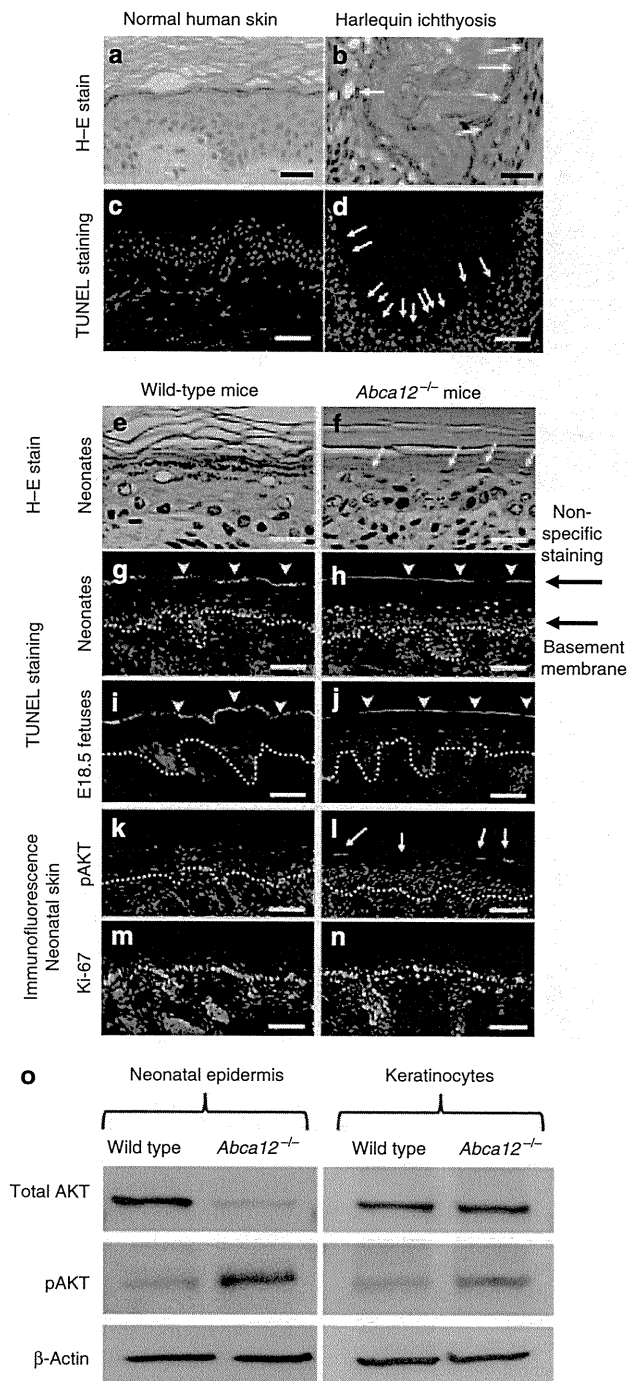 Normal human skin
Harlequin ichthyosis
H–E stain
a
b
TUNEL staining
c
d
Wild-type mice
Abca12−/− mice
H–E stain
Neonates
e
f
Non-
specific
staining
TUNEL staining
Neonates
g
h
Basement
membrane
E18.5 fetuses
i
j
Immunofluorescence
Neonatal skin
pAKT
k
l
Ki-67
m
n
o
Neonatal epidermis
Keratinocytes
Wild type
Abca12−/−
Wild type
Abca12−/−
Total AKT
pAKT
β-Actin